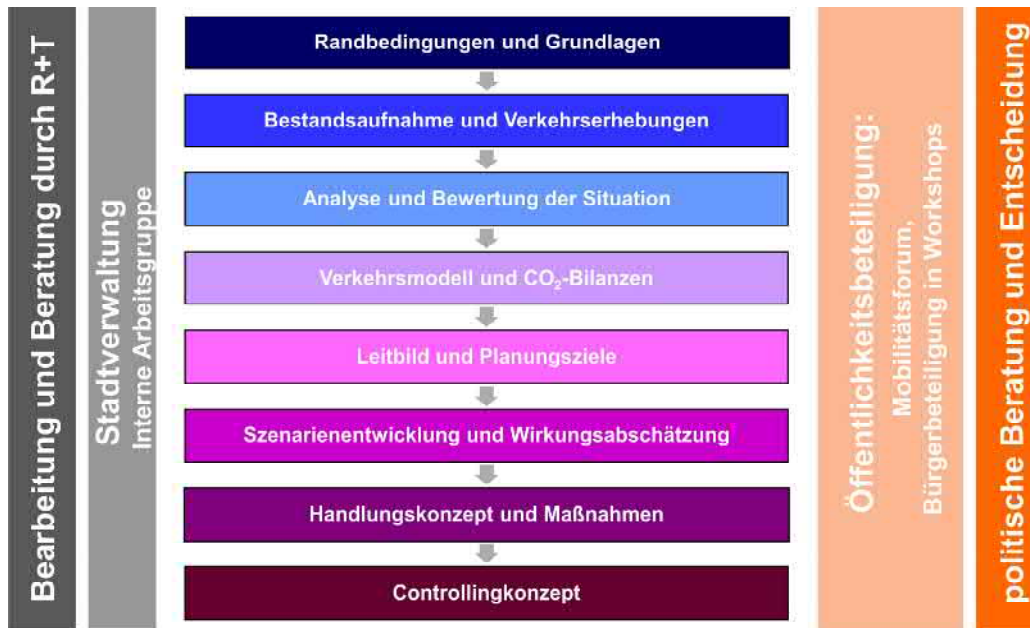 Bearbeitung und Beratung durch R+T
Stadtverwaltung
Interne Arbeitsgruppe
Randbedingungen und Grundlagen
Bestandsaufnahme und Verkehrserhebungen
Analyse und Bewertung der Situation
Verkehrsmodell und CO₂-Bilanzen
Leitbild und Planungsziele
Szenarienentwicklung und Wirkungsabschätzung
Handlungskonzept und Maßnahmen
Controllingkonzept
Öffentlichkeitsbeteiligung:
Mobilitätsforum,
Bürgerbeteiligung in Workshops
politische Beratung und Entscheidung